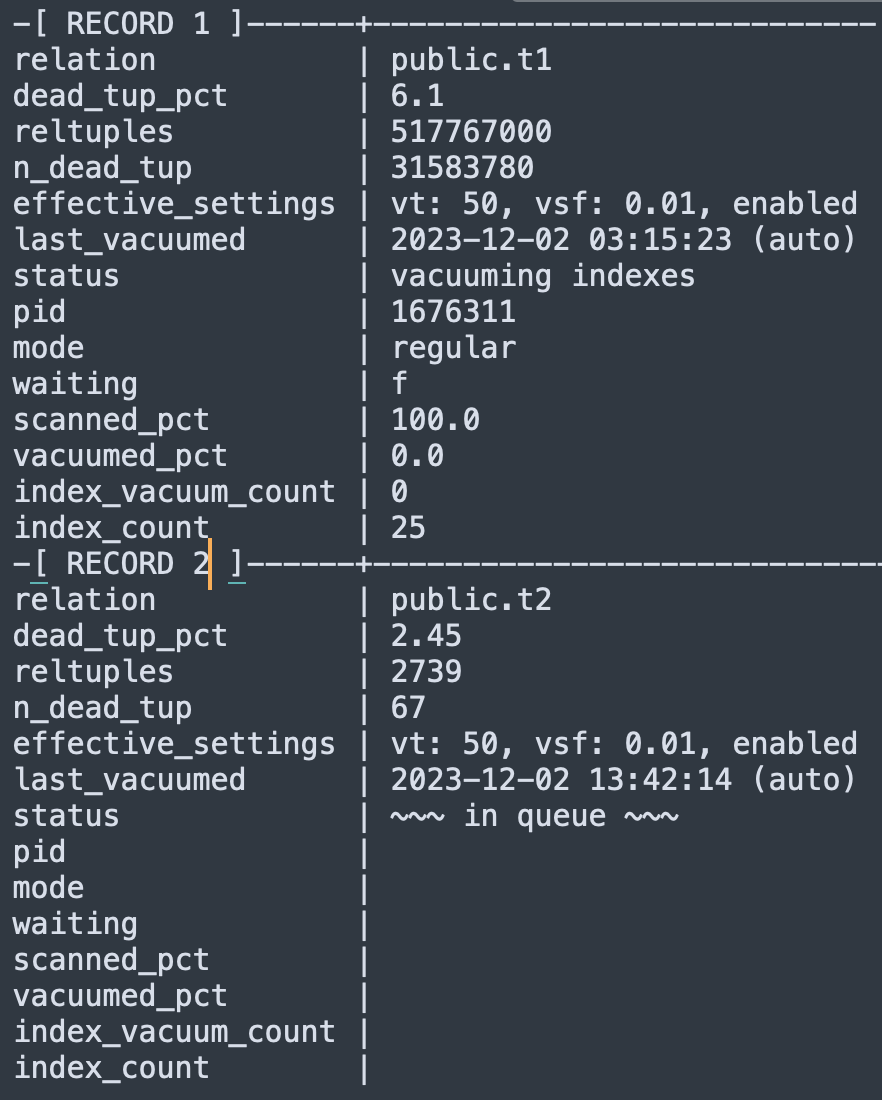 -[ RECORD 1 ]------+----------------------------
relation           | public.t1
dead_tup_pct       | 6.1
reltuples          | 517767000
n_dead_tup         | 31583780
effective_settings | vt: 50, vsf: 0.01, enabled
last_vacuumed      | 2023-12-02 03:15:23 (auto)
status             | vacuuming indexes
pid                | 1676311
mode               | regular
waiting            | f
scanned_pct        | 100.0
vacuumed_pct       | 0.0
index_vacuum_count | 0
index_count        | 25
-[ RECORD 2 ]------+----------------------------
relation           | public.t2
dead_tup_pct       | 2.45
reltuples          | 2739
n_dead_tup         | 67
effective_settings | vt: 50, vsf: 0.01, enabled
last_vacuumed      | 2023-12-02 13:42:14 (auto)
status             | ~~~ in queue ~~~
pid                |
mode               |
waiting            |
scanned_pct        |
vacuumed_pct       |
index_vacuum_count |
index_count        |